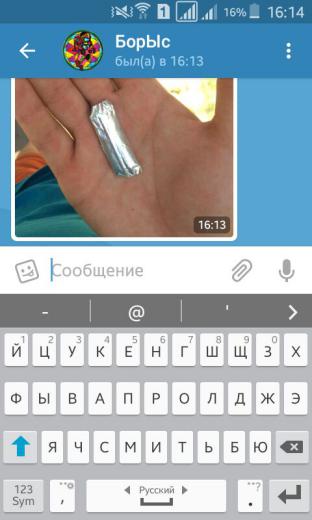 1 16% 16:14
БорЫс
был(а) в 16:13
16:13
Сообщение
- @ '
1 2 3 4 5 6 7 8 9 0
Й Ц У К Е Н Г Ш Щ З Х
Ф Ы В А П Р О Л Д Ж Э
Я Ч С М И Т Ь Б Ю
123
Sym , Русский . ?